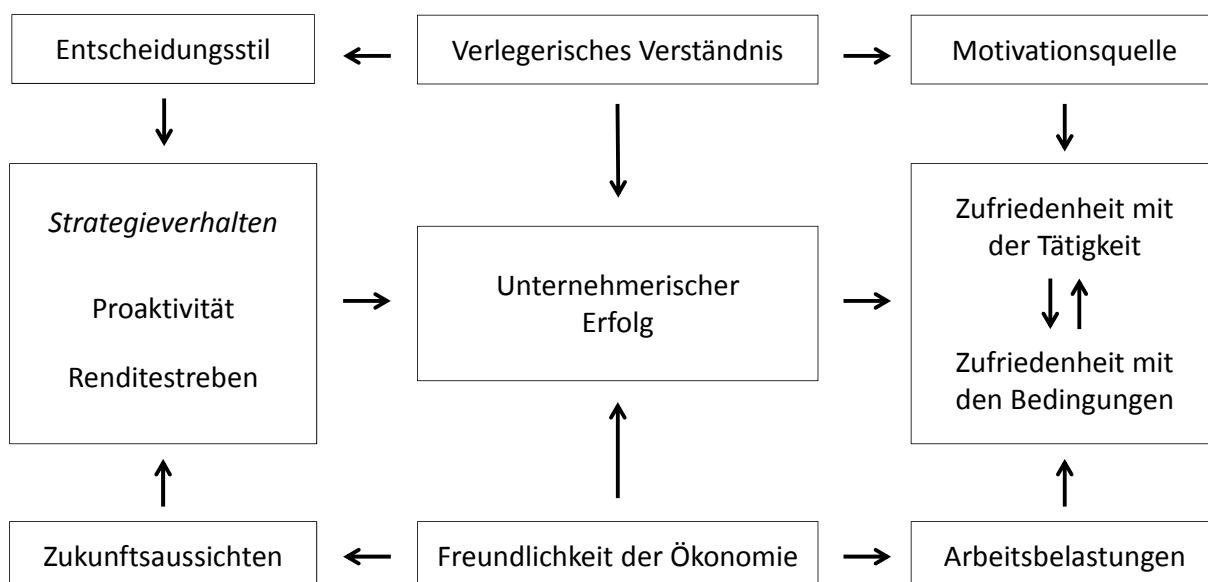 Entscheidungsstil
Verlegerisches Verständnis
Motivationsquelle
Strategieverhalten
Proaktivität
Renditestreben
Unternehmerischer
Erfolg
Zufriedenheit mit
der Tätigkeit
Zufriedenheit mit
den Bedingungen
Zukunftsaussichten
Freundlichkeit der Ökonomie
Arbeitsbelastungen